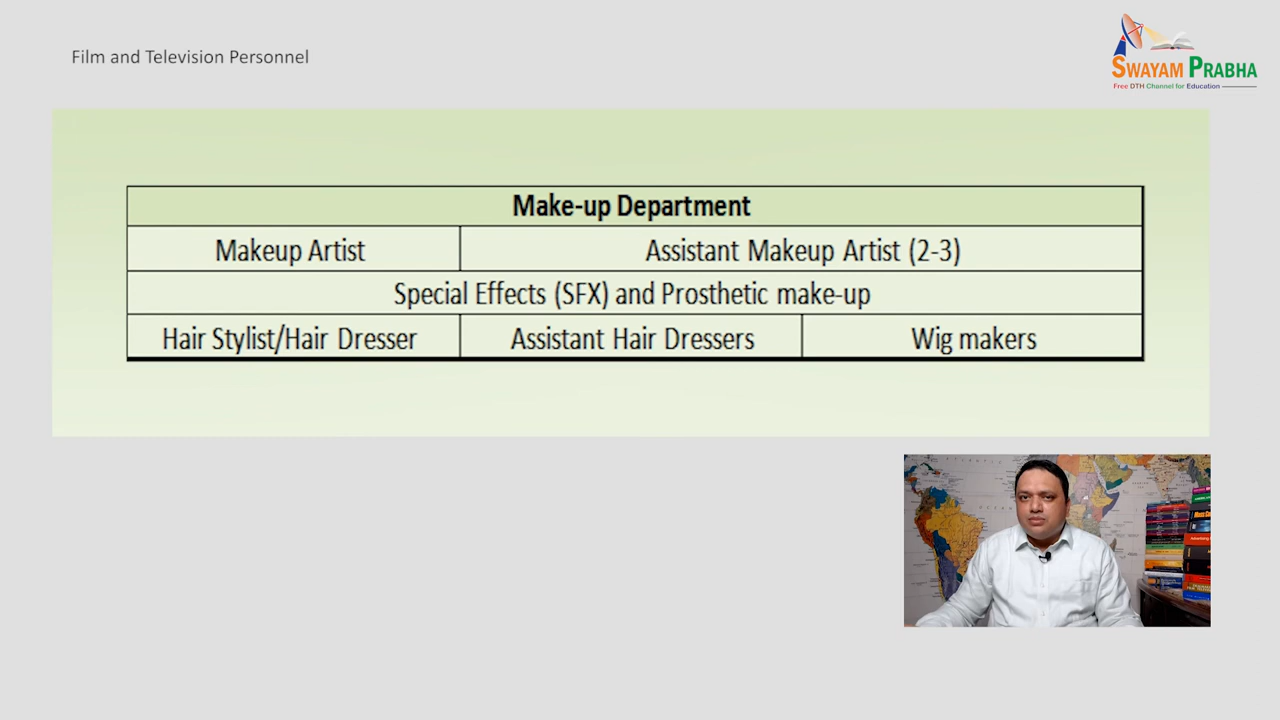 Film and Television Personnel
SWAYAM PRABHA
Free DTH Channel for Education
Make-up Department
Makeup Artist
Assistant Makeup Artist (2-3)
Special Effects (SFX) and Prosthetic make-up
Hair Stylist/Hair Dresser
Assistant Hair Dressers
Wig makers